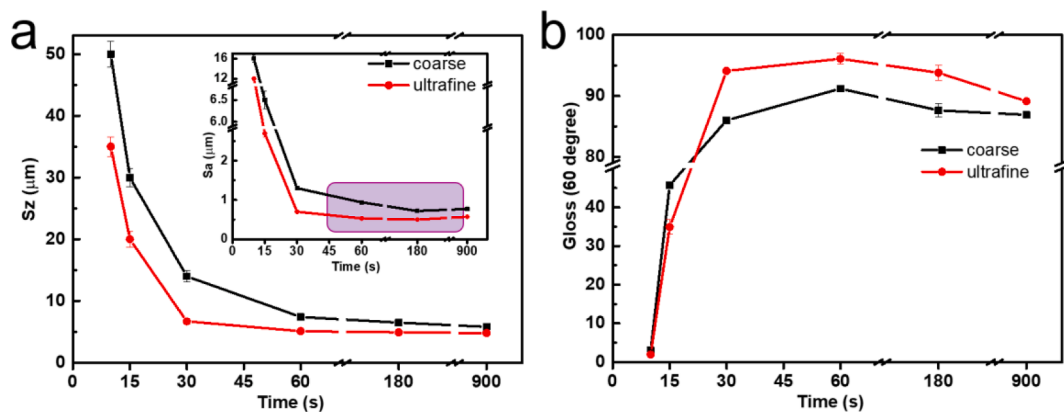 a
50
40
30
20
10
0
Sz (μm)
0 15 30 45 60 180 900
Time (s)
16
12
6.5
6.0
2
1
0
Sa (μm)
0 15 30 45 60 180 900
Time (s)
coarse
ultrafine
b
100
90
80
40
30
20
10
0
Gloss (60 degree)
0 15 30 45 60 180 900
Time (s)
coarse
ultrafine